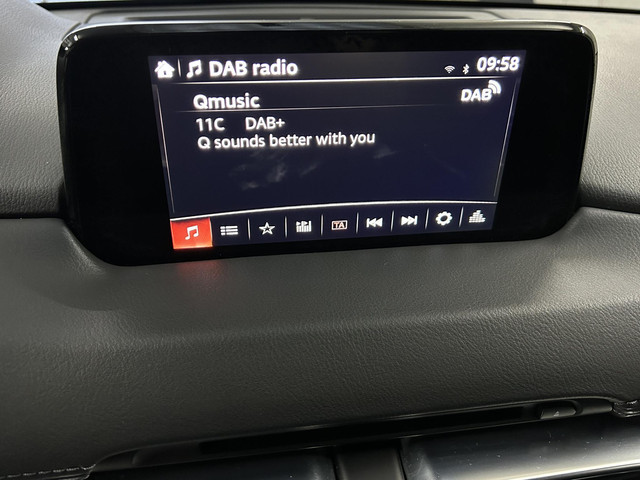 DAB radio 09:58
Qmusic DAB
11C DAB+
Q sounds better with you
TA